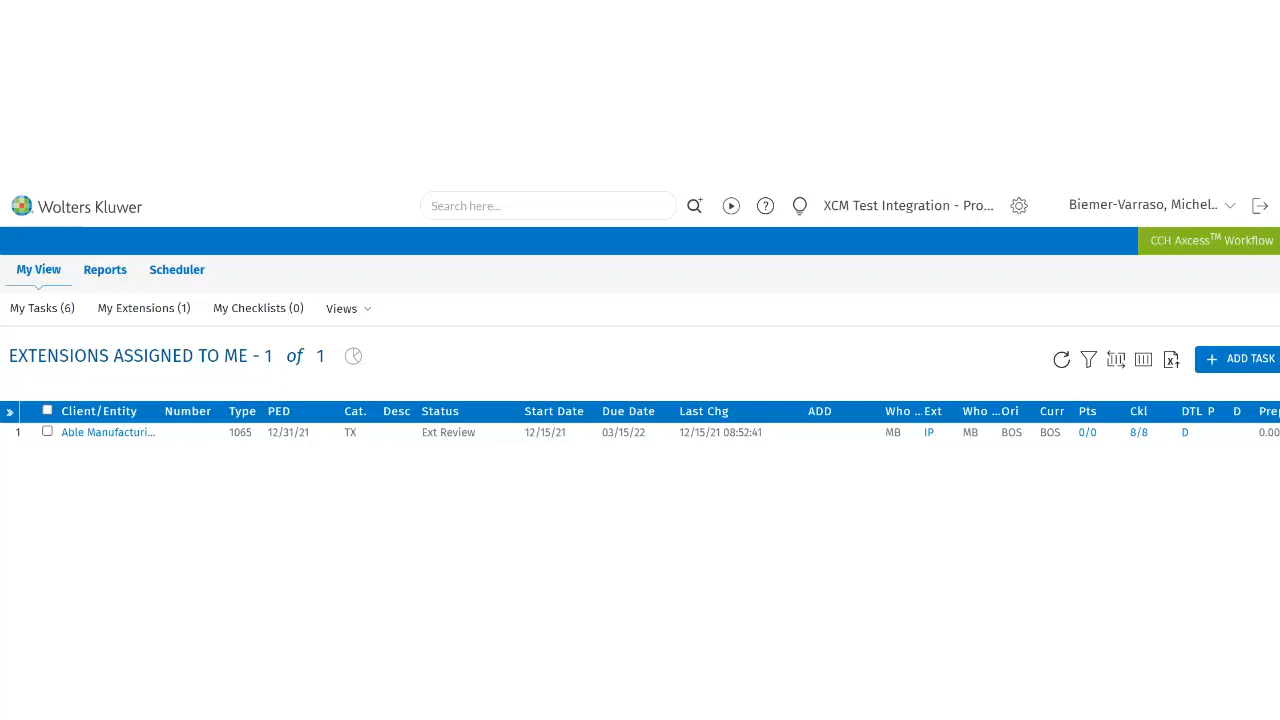 Wolters Kluwer
Search here...
XCM Test Integration - Pro...
Biemer-Varraso, Michel..
CCH Axcess™ Workflow
My View Reports Scheduler
My Tasks (6) My Extensions (1) My Checklists (0) Views
EXTENSIONS ASSIGNED TO ME - 1 of 1
+ ADD TASK
Client/Entity Number Type PED Cat. Desc Status Start Date Due Date Last Chg ADD Who ... Ext Who ... Ori Curr Pts Ckl DTL P D Prep
1 Able Manufacturi... 1065 12/31/21 TX Ext Review 12/15/21 03/15/22 12/15/21 08:52:41 MB IP MB BOS BOS 0/0 8/8 D 0.00